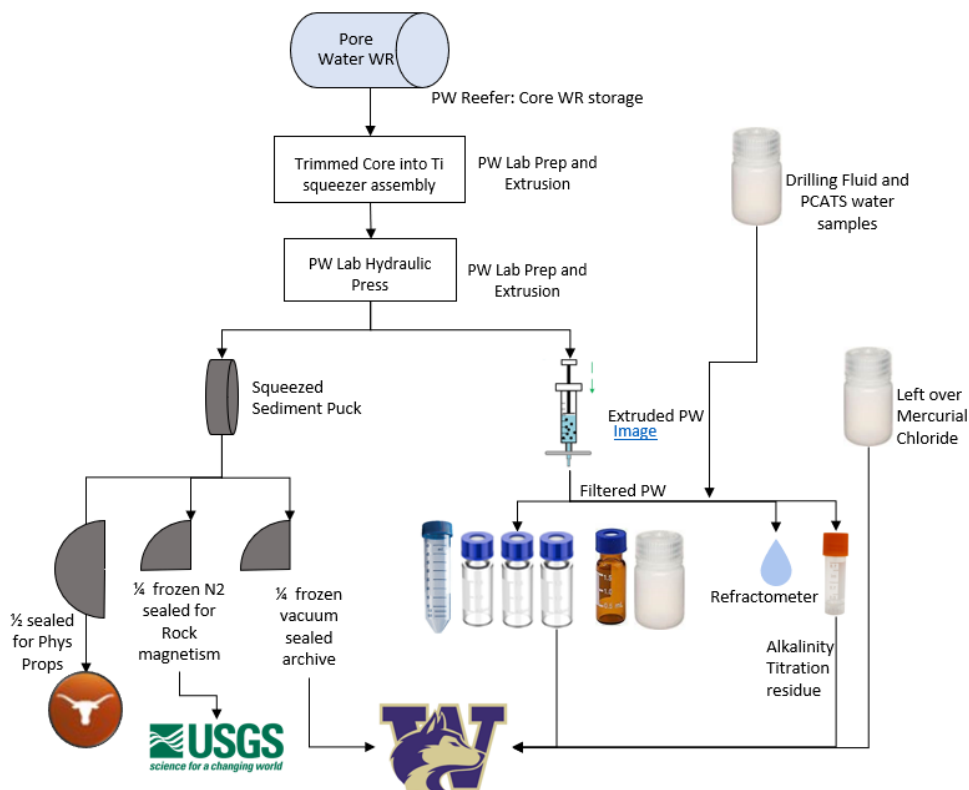 Pore
Water WR
PW Reefer: Core WR storage
Trimmed Core into Ti
squeezer assembly
PW Lab Prep and
Extrusion
Drilling Fluid and
PCATS water
samples
PW Lab Hydraulic
Press
PW Lab Prep and
Extrusion
Squeezed
Sediment Puck
Extruded PW
Image
Left over
Mercurial
Chloride
Filtered PW
½ sealed
for Phys
Props
¼ frozen N2
sealed for
Rock
magnetism
¼ frozen
vacuum
sealed
archive
Refractometer
Alkalinity
Titration
residue
USGS
science for a changing world
W